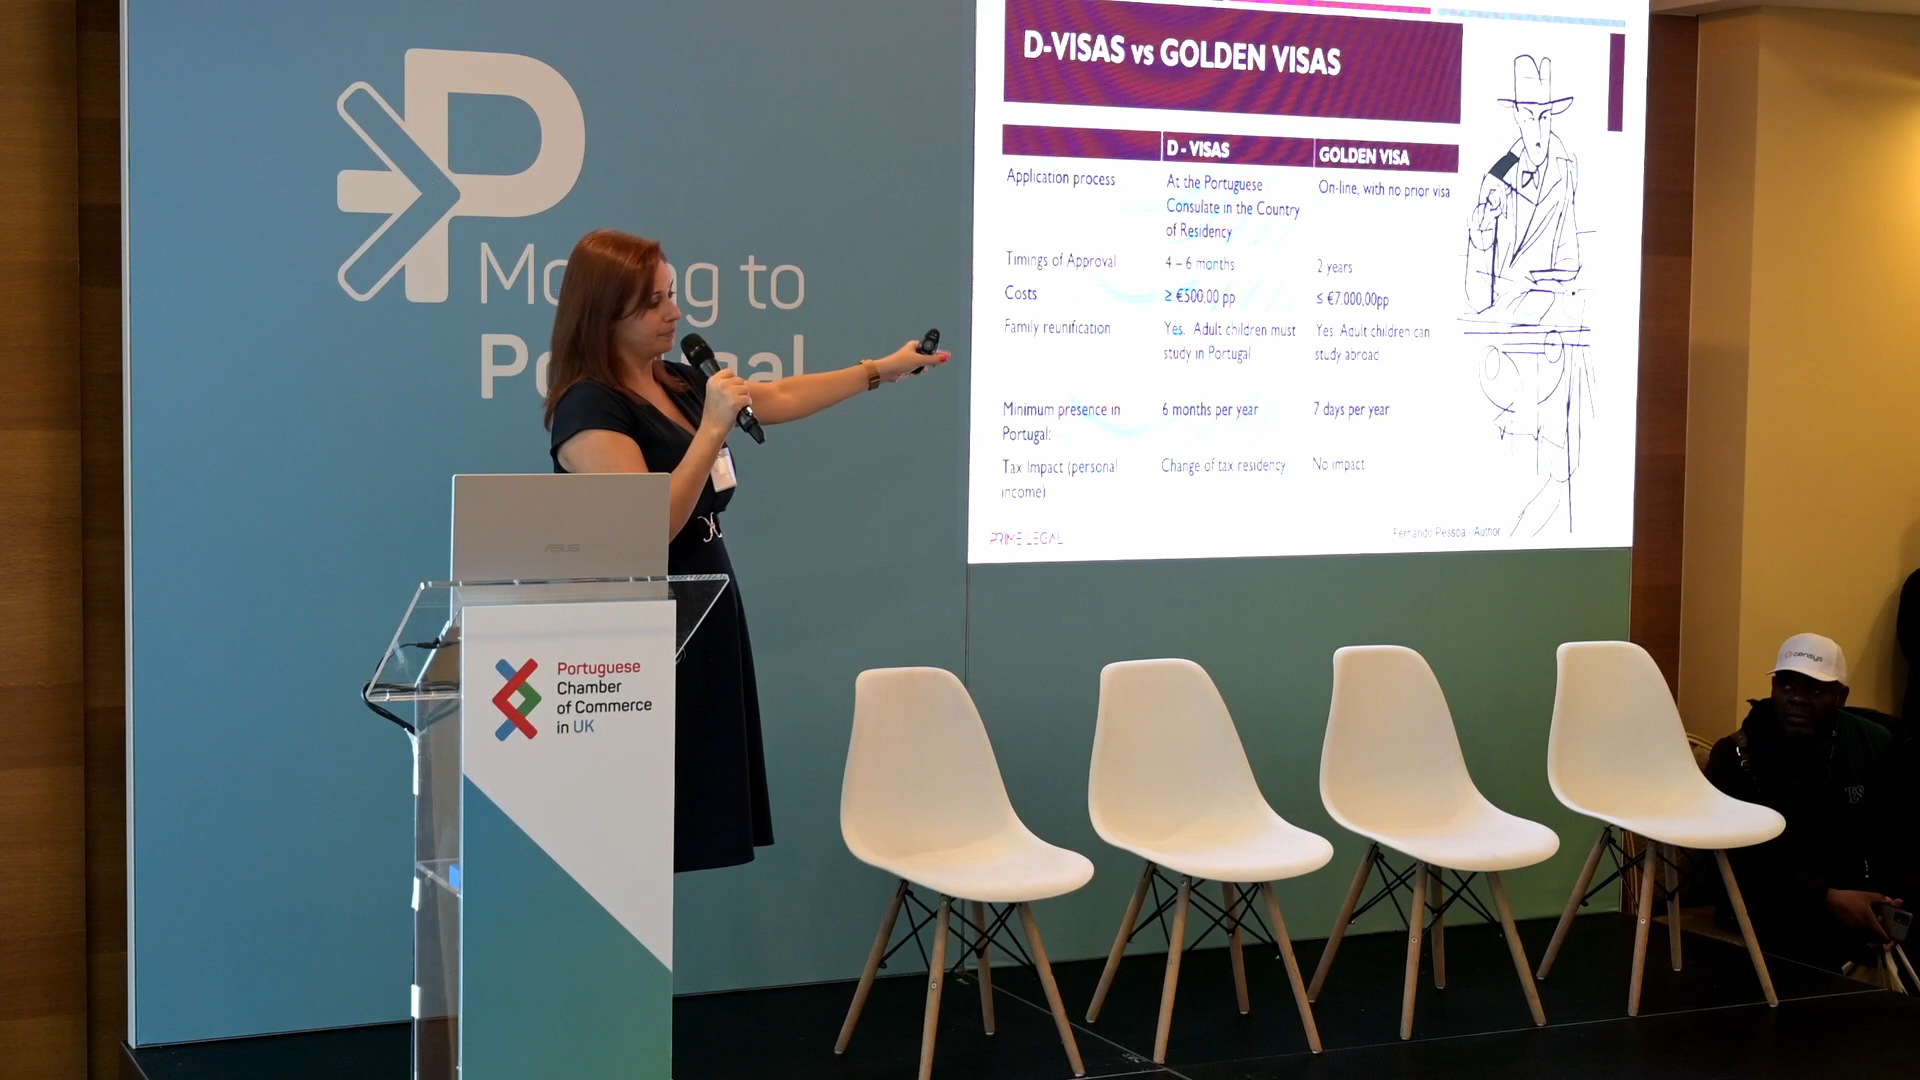 D-VISAS vs GOLDEN VISAS
D - VISAS
GOLDEN VISA
Application process
At the Portuguese
Consulate in the Country
of Residency
On-line, with no prior visa
Timings of Approval
4 – 6 months
2 years
Costs
≥ €500,00 pp
≤ €7.000,00pp
Family reunification
Yes. Adult children must
study in Portugal
Yes. Adult children can
study abroad
Minimum presence in
Portugal:
6 months per year
7 days per year
Tax Impact (personal
income)
Change of tax residency
No impact
PRIME LEGAL
Fernando Pessoa - Author
to
ASUS
Portuguese
Chamber
of Commerce
in UK
censys